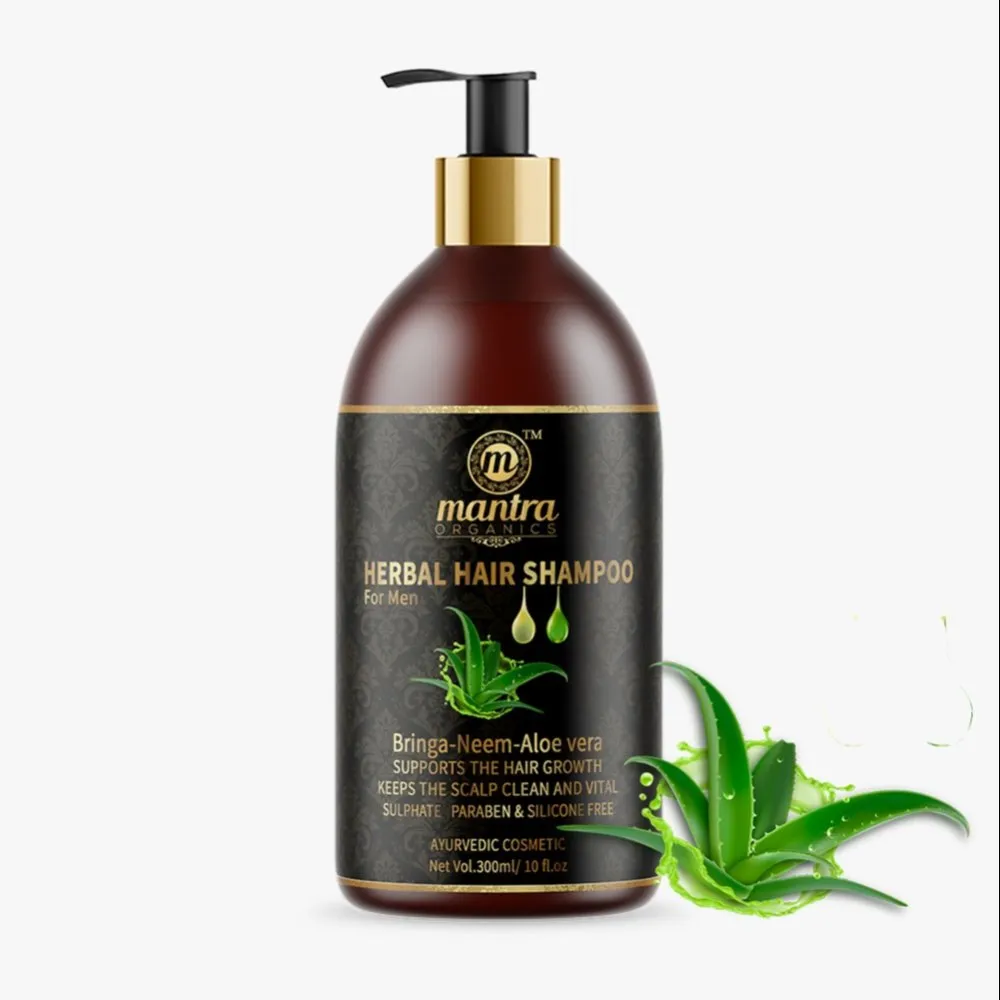 m TM
mantra
ORGANICS
HERBAL HAIR SHAMPOO
For Men
Bringa-Neem-Aloe vera
SUPPORTS THE HAIR GROWTH
KEEPS THE SCALP CLEAN AND VITAL
SULPHATE PARABEN & SILICONE FREE
AYURVEDIC COSMETIC
Net Vol.300ml/ 10 fl.oz